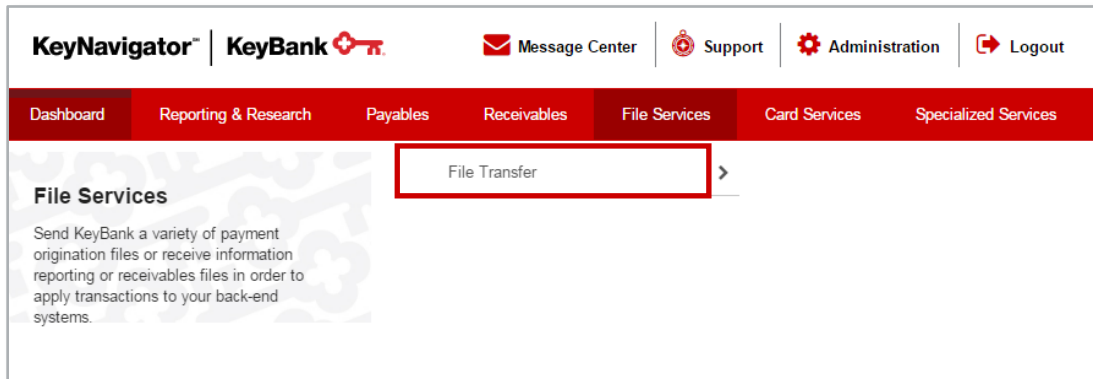 KeyNavigator℠ KeyBank Message Center Support Administration Logout
Dashboard Reporting & Research Payables Receivables File Services Card Services Specialized Services
File Transfer
File Services
Send KeyBank a variety of payment
origination files or receive information
reporting or receivables files in order to
apply transactions to your back-end
systems.